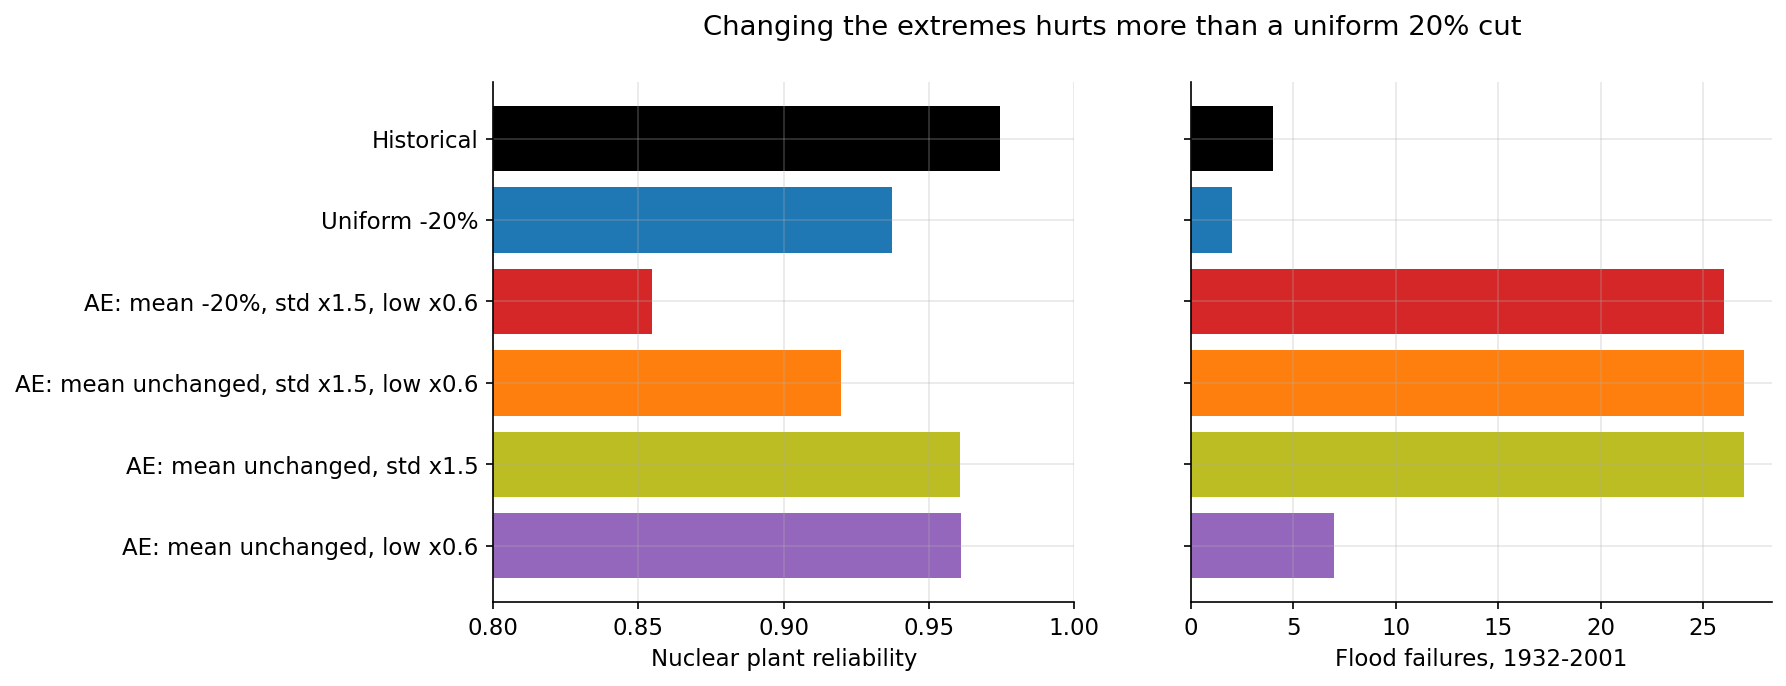 Changing the extremes hurts more than a uniform 20% cut
Historical
Uniform -20%
AE: mean -20%, std x1.5, low x0.6
AE: mean unchanged, std x1.5, low x0.6
AE: mean unchanged, std x1.5
AE: mean unchanged, low x0.6
0.80 0.85 0.90 0.95 1.00
Nuclear plant reliability
0 5 10 15 20 25
Flood failures, 1932-2001